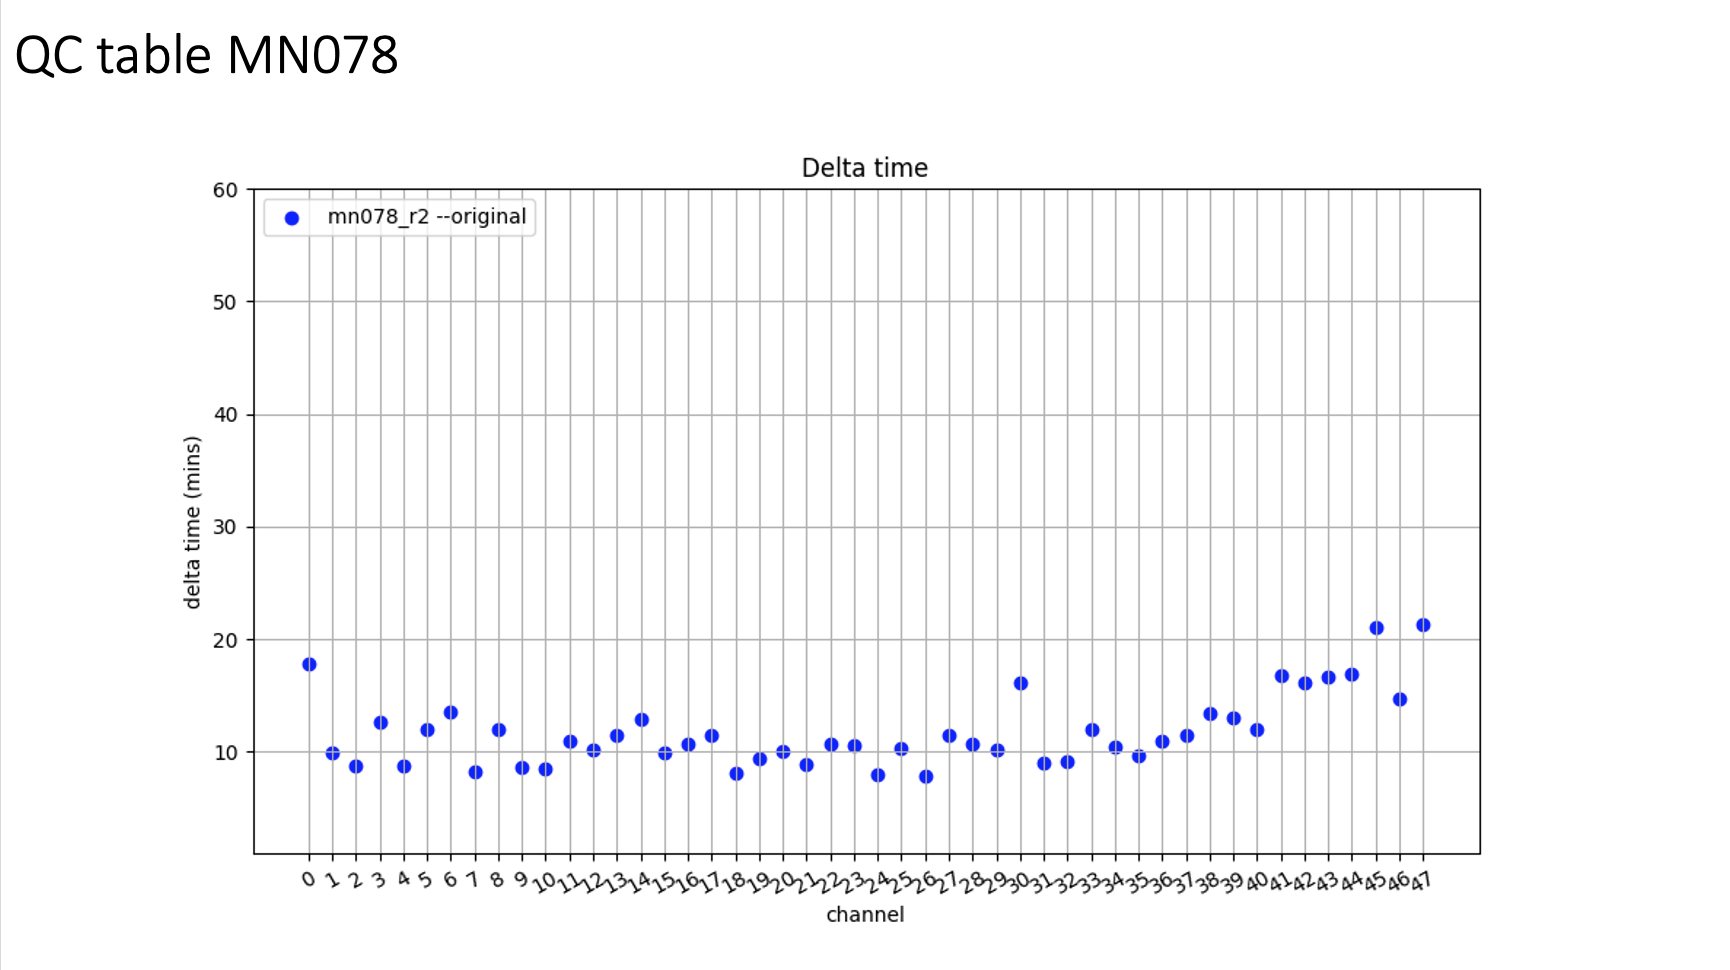 QC table MN078
Delta time
mn078_r2 --original
60
50
40
30
20
10
delta time (mins)
0 1 2 3 4 5 6 7 8 9 10 11 12 13 14 15 16 17 18 19 20 21 22 23 24 25 26 27 28 29 30 31 32 33 34 35 36 37 38 39 40 41 42 43 44 45 46 47
channel